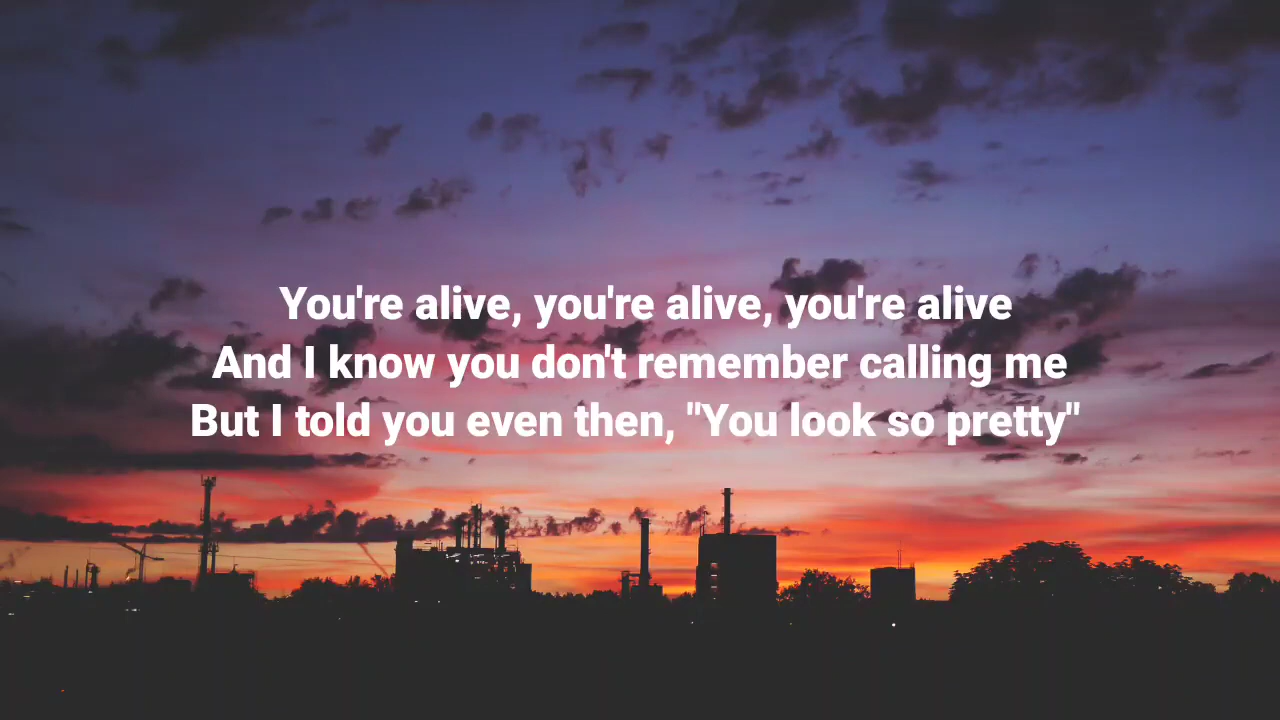 You're alive, you're alive, you're alive
And I know you don't remember calling me
But I told you even then, "You look so pretty"